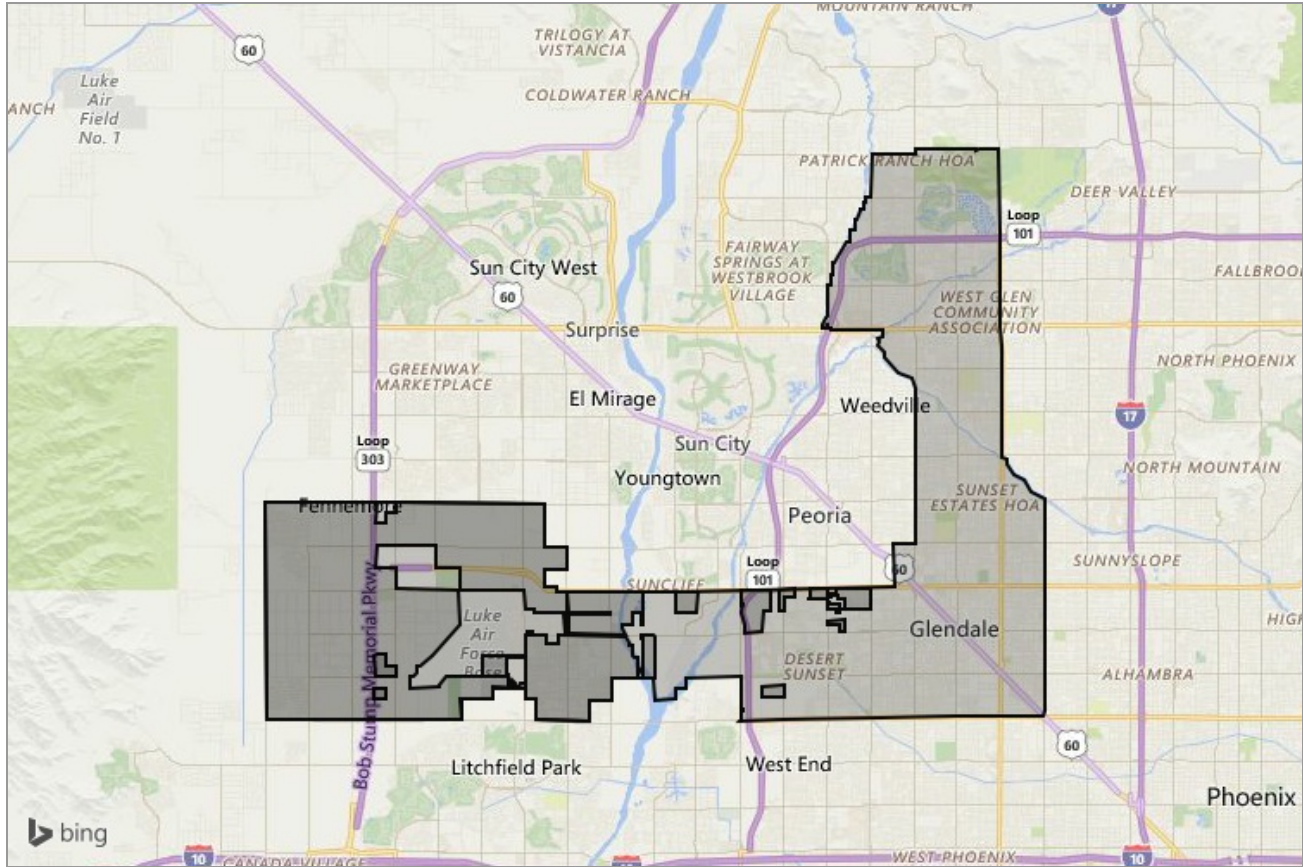 MOUNTAIN RANCH
17
60
TRILOGY AT
VISTANCIA
Luke
Air
Field
No. 1
ANCH
COLDWATER RANCH
PATRICK RANCH HOA
DEER VALLEY
Loop
101
FAIRWAY
SPRINGS AT
WESTBROOK
VILLAGE
Sun City West
60
FALLBROO
WEST GLEN
COMMUNITY
ASSOCIATION
Surprise
NORTH PHOENIX
GREENWAY
MARKETPLACE
El Mirage
Weedville
17
Loop
303
Sun City
NORTH MOUNTAIN
Youngtown
SUNSET
ESTATES HOA
Fennemore
Peoria
SUNNYSLOPE
Loop
101
60
SUNCLIFF
Luke
Air
Force
Base
HIGH
Glendale
DESERT
SUNSET
ALHAMBRA
Bob Stump Memorial Pkwy
60
Litchfield Park
West End
Phoenix
bing
10
CANADA VILLAGE
WEST PHOENIX
10